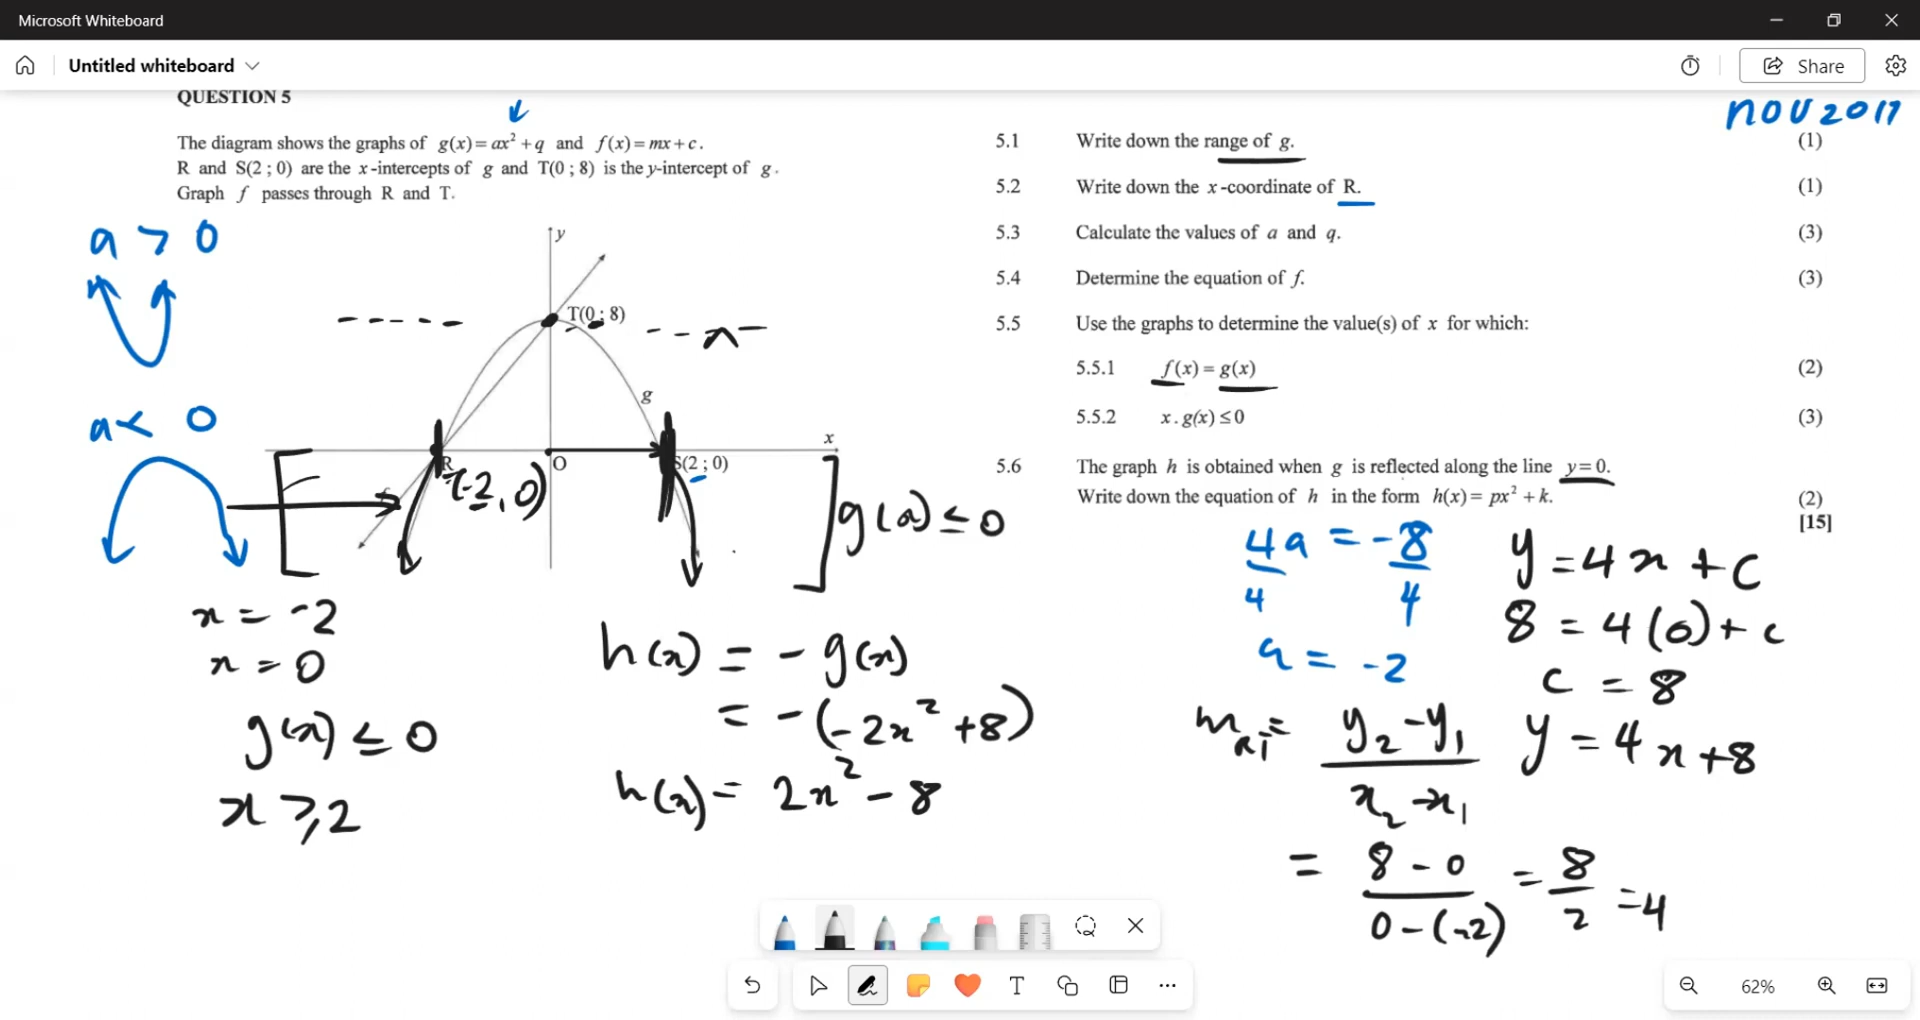 Microsoft Whiteboard
Untitled whiteboard
Share
QUESTION 5
nov 2017
The diagram shows the graphs of g(x) = ax² + q and f(x) = mx + c.
R and S(2 ; 0) are the x-intercepts of g and T(0 ; 8) is the y-intercept of g.
Graph f passes through R and T.
a > 0
a < 0
y
T(0 ; 8)
g
x
R
O
S(2 ; 0)
(-2, 0)
g(x) ≤ 0
x = -2
x = 0
g(x) ≤ 0
x ≥ 2
h(x) = -g(x)
= -(-2x² + 8)
h(x) = 2x² - 8
5.1 Write down the range of g. (1)
5.2 Write down the x-coordinate of R. (1)
5.3 Calculate the values of a and q. (3)
5.4 Determine the equation of f. (3)
5.5 Use the graphs to determine the value(s) of x for which:
5.5.1 f(x) = g(x) (2)
5.5.2 x . g(x) ≤ 0 (3)
5.6 The graph h is obtained when g is reflected along the line y = 0.
Write down the equation of h in the form h(x) = px² + k. (2)
[15]
4a = -8
4 4
a = -2
y = 4x + c
8 = 4(0) + c
c = 8
y = 4x + 8
m = y₂ - y₁
x₂ - x₁
= 8 - 0 = 8 = 4
0 - (-2) 2
62%